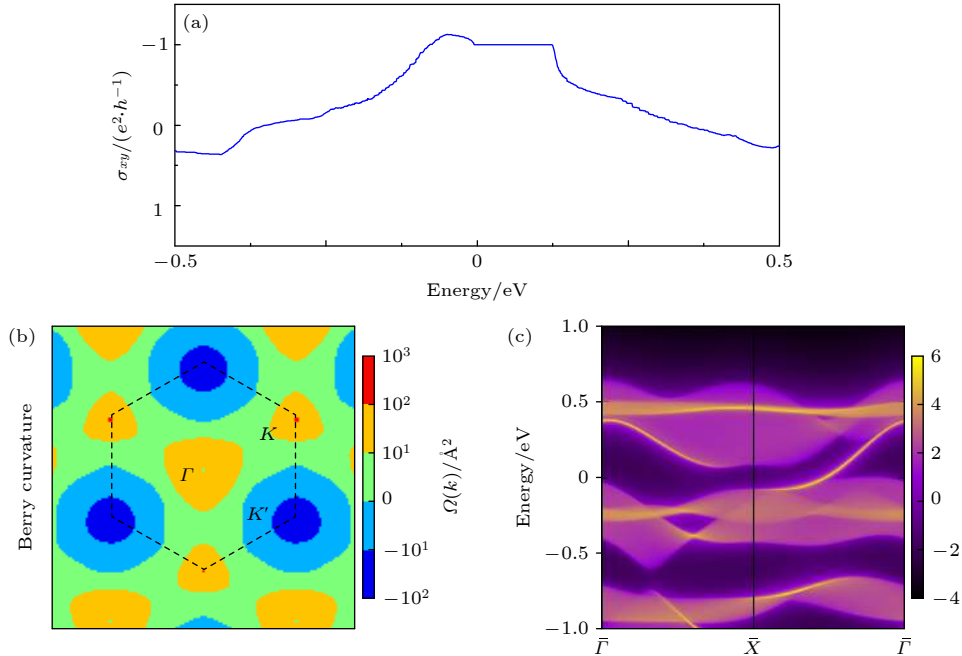 (a)
−1
0
1
σxy/(e²·h⁻¹)
−0.5
0
0.5
Energy/eV
(b)
Berry curvature
K
Γ
K′
10³
10²
10¹
0
−10¹
−10²
Ω(k)/Å²
(c)
1.0
0.5
0
−0.5
−1.0
Energy/eV
Γ̄
X̄
Γ̄
6
4
2
0
−2
−4